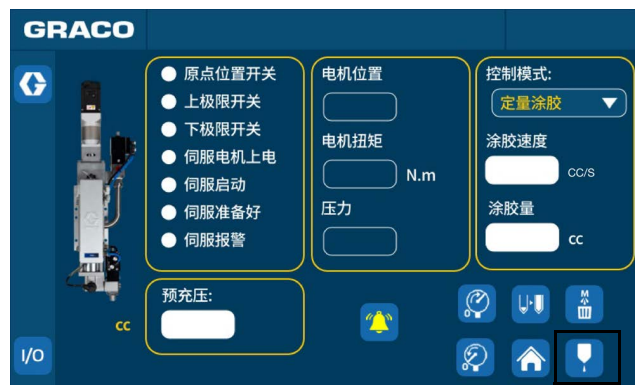 GRACO
原点位置开关
上极限开关
下极限开关
伺服电机上电
伺服启动
伺服准备好
伺服报警
电机位置
电机扭矩
N.m
压力
控制模式:
定量涂胶
涂胶速度
CC/S
涂胶量
cc
预充压:
cc
M
0
0
I/O